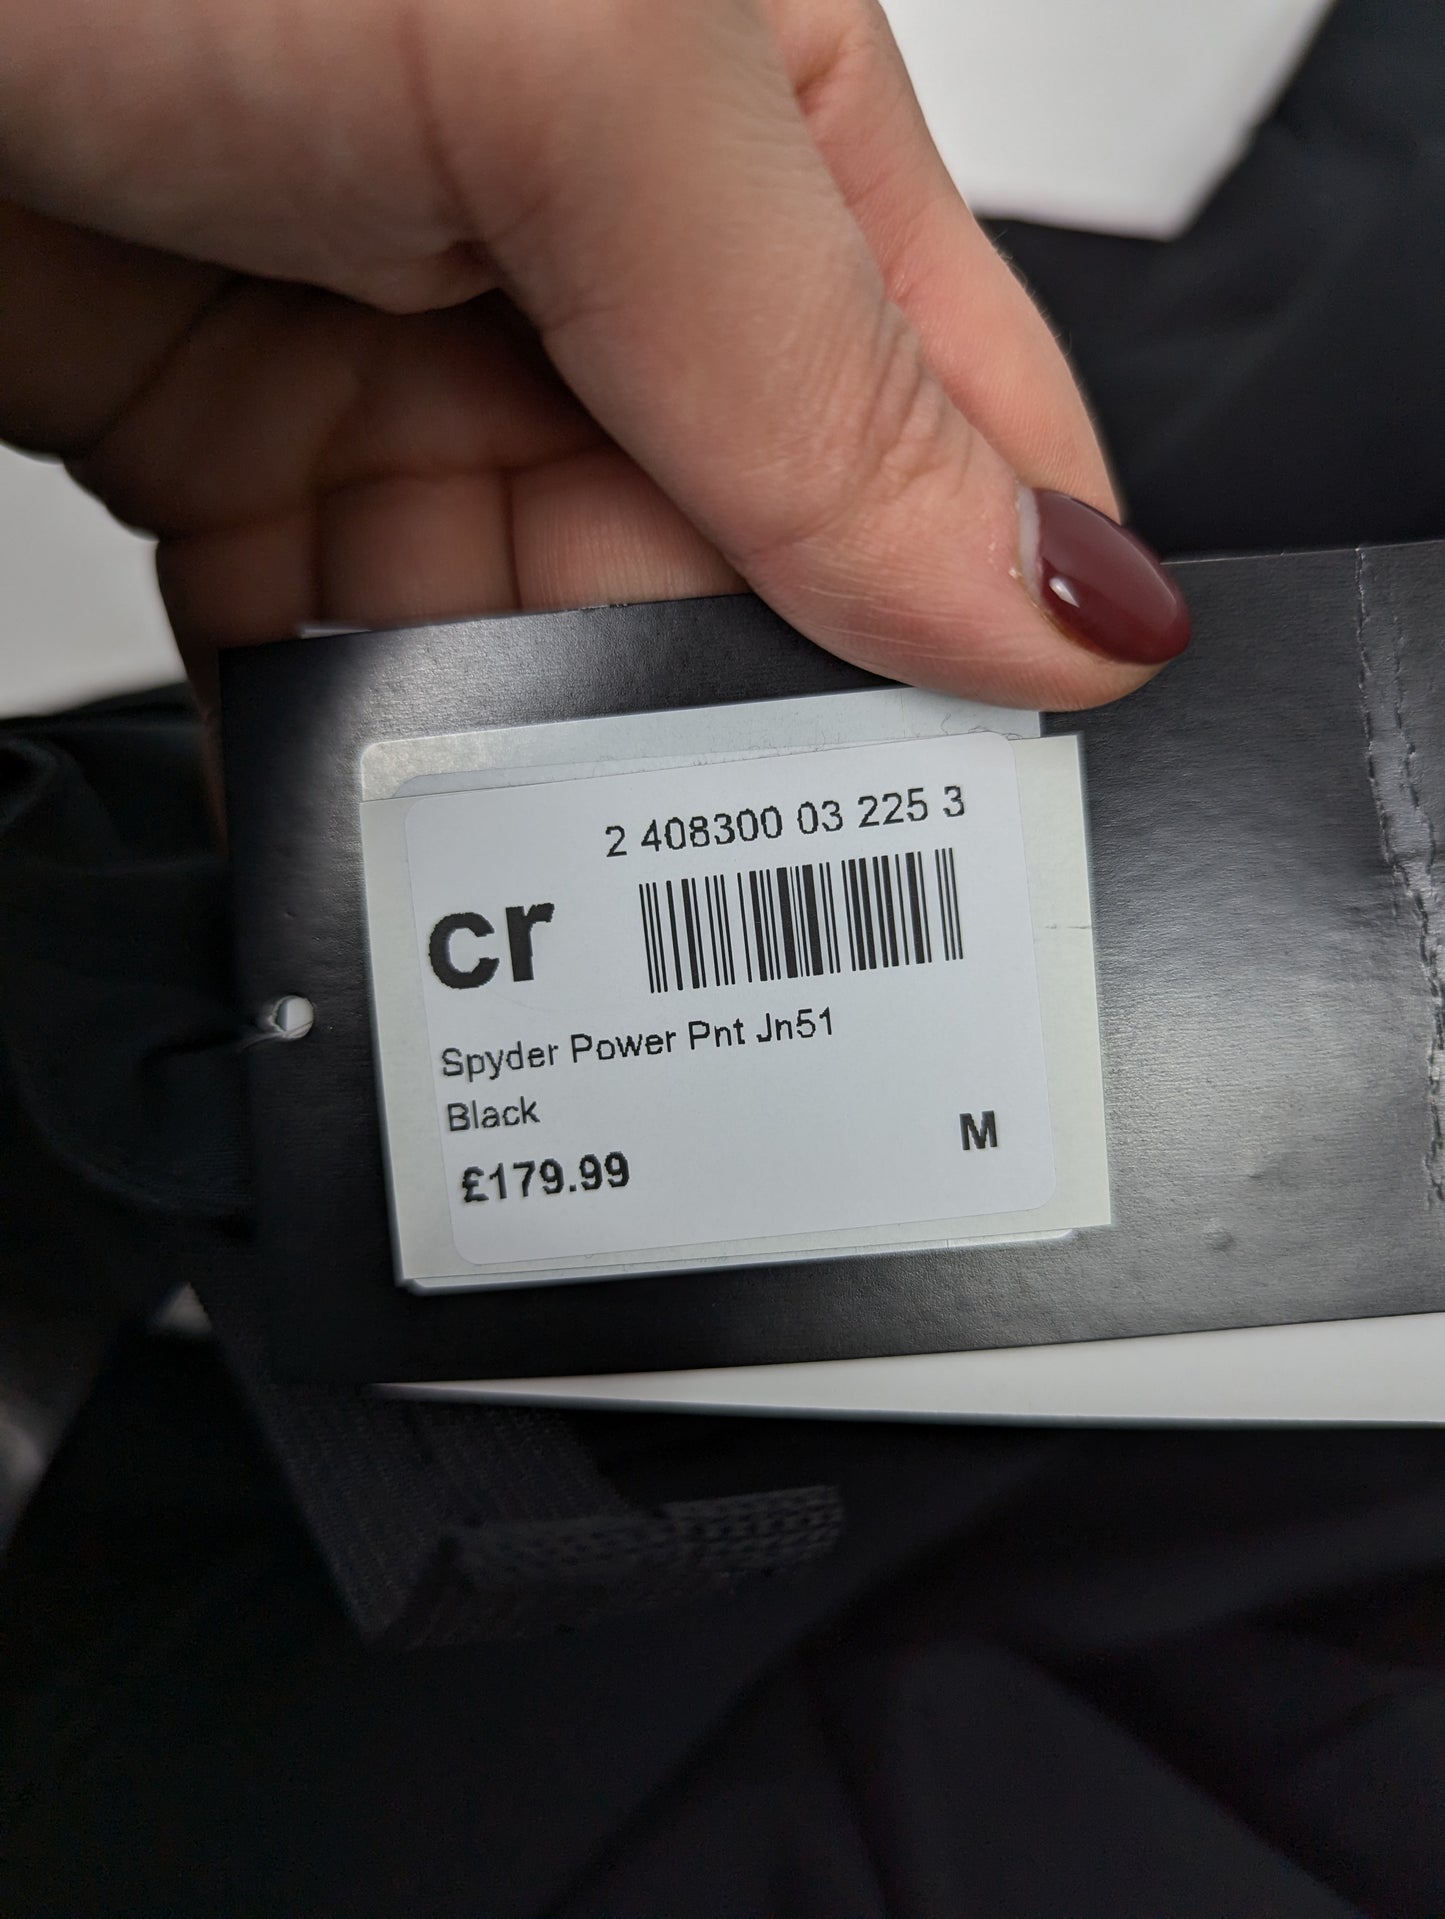 2 408300 03 225 3
cr
Spyder Power Pnt Jn51
Black
M
£179.99